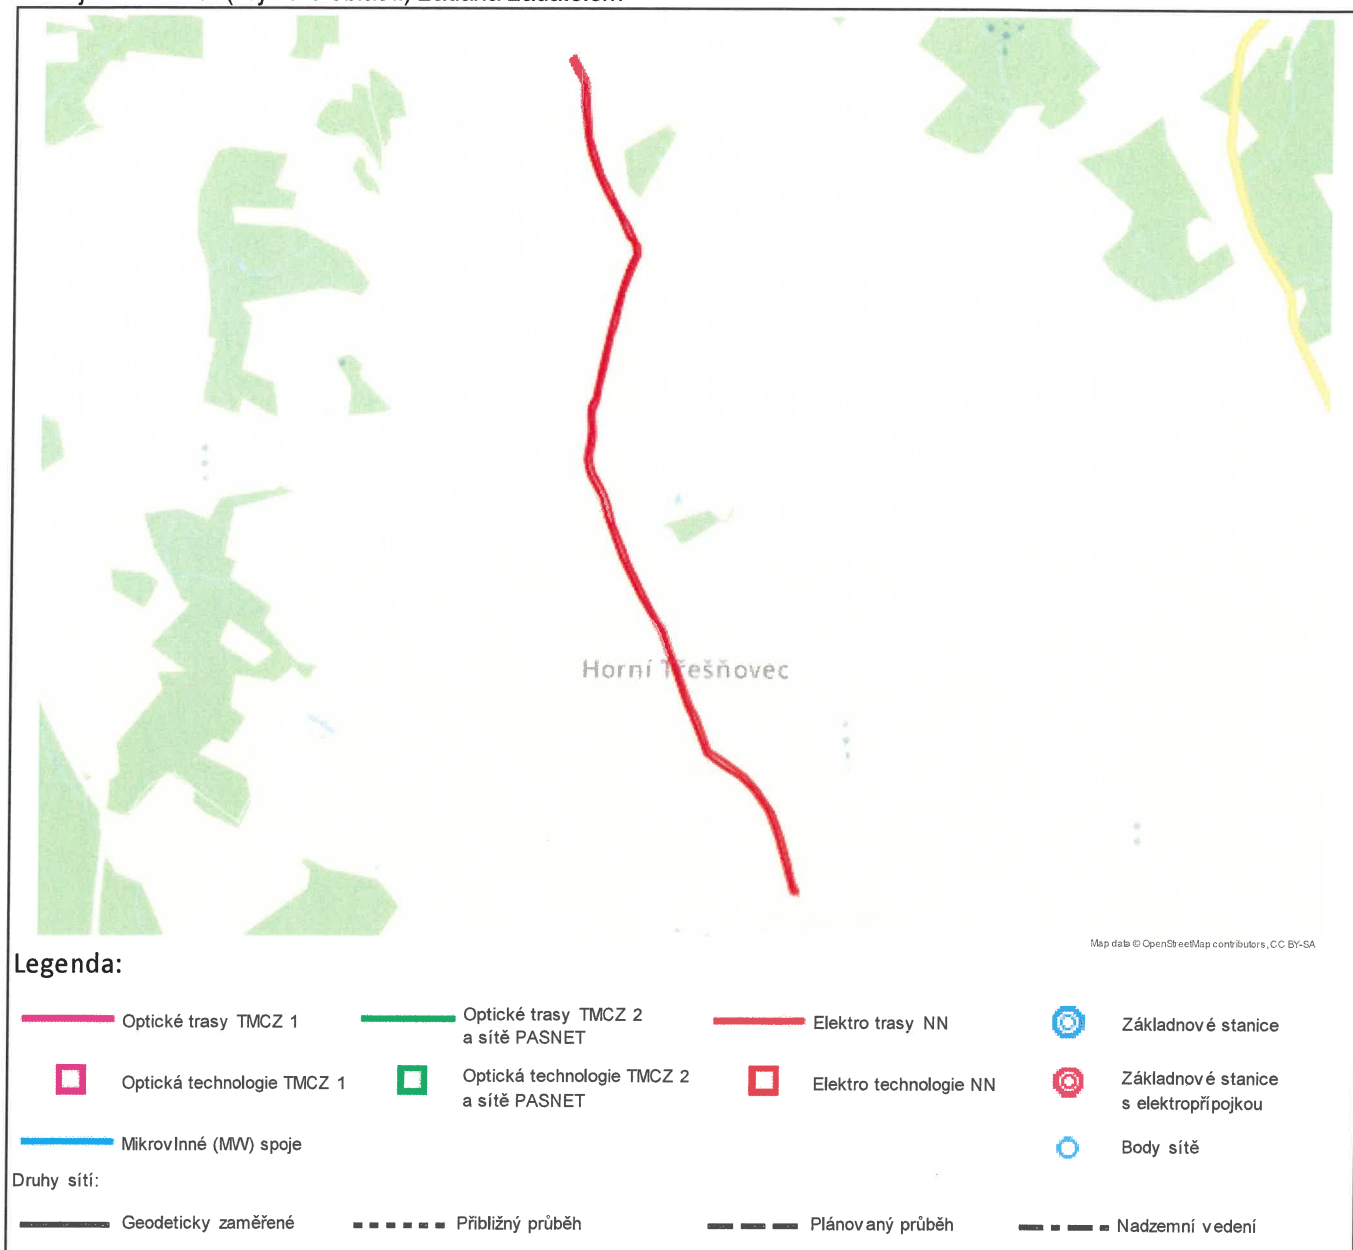 Horní Třešňovec
Map data © OpenStreetMap contributors, CC BY-SA
Legenda:
Optické trasy TMCZ 1
Optické trasy TMCZ 2
a sítě PASNET
Elektro trasy NN
Základnové stanice
Optická technologie TMCZ 1
Optická technologie TMCZ 2
a sítě PASNET
Elektro technologie NN
Základnové stanice
s elektropřípojkou
Mikrovlnné (MW) spoje
Body sítě
Druhy sítí:
Geodeticky zaměřené
Přibližný průběh
Plánovaný průběh
Nadzemní vedení